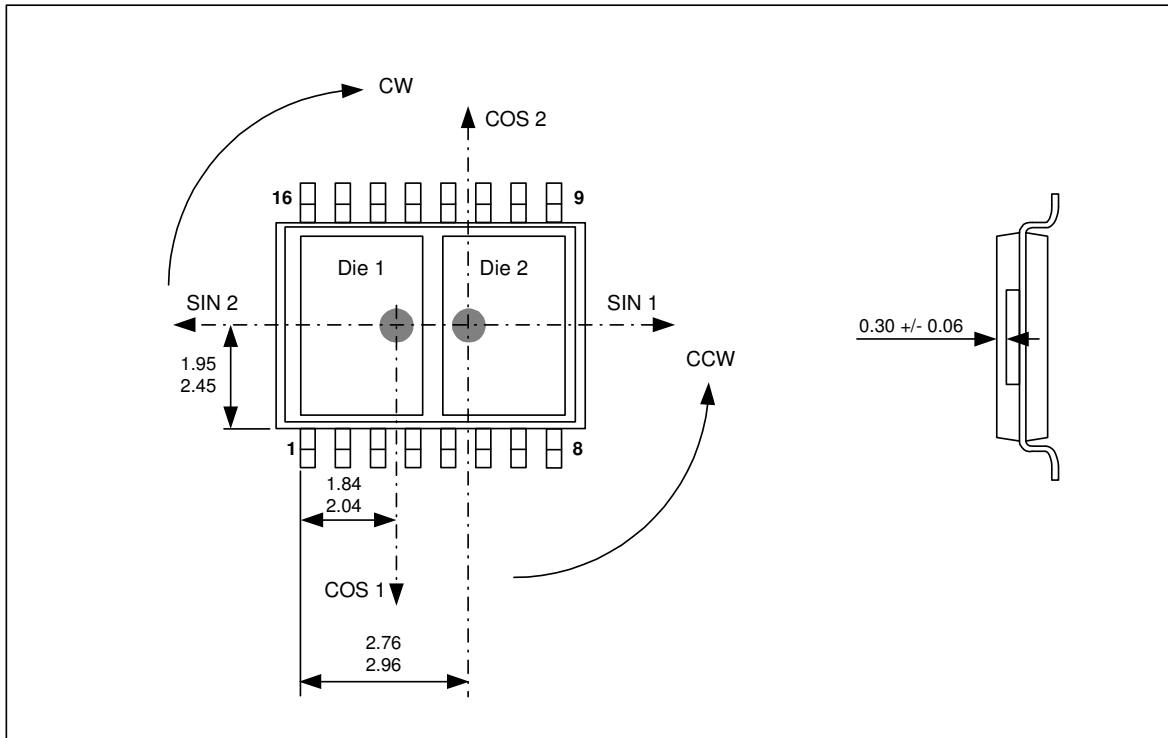 CW
COS 2
16
9
Die 1
Die 2
SIN 2
SIN 1
0.30 +/- 0.06
1.95
2.45
CCW
1
8
1.84
2.04
COS 1
2.76
2.96